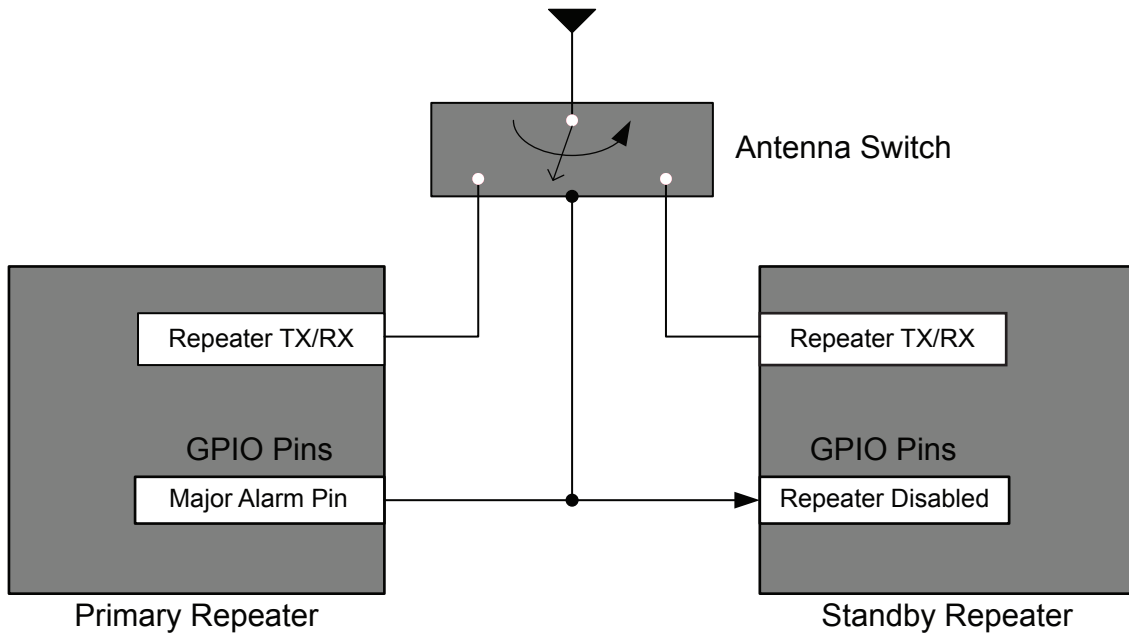 Antenna Switch
Repeater TX/RX
Repeater TX/RX
GPIO Pins
GPIO Pins
Major Alarm Pin
Repeater Disabled
Primary Repeater
Standby Repeater